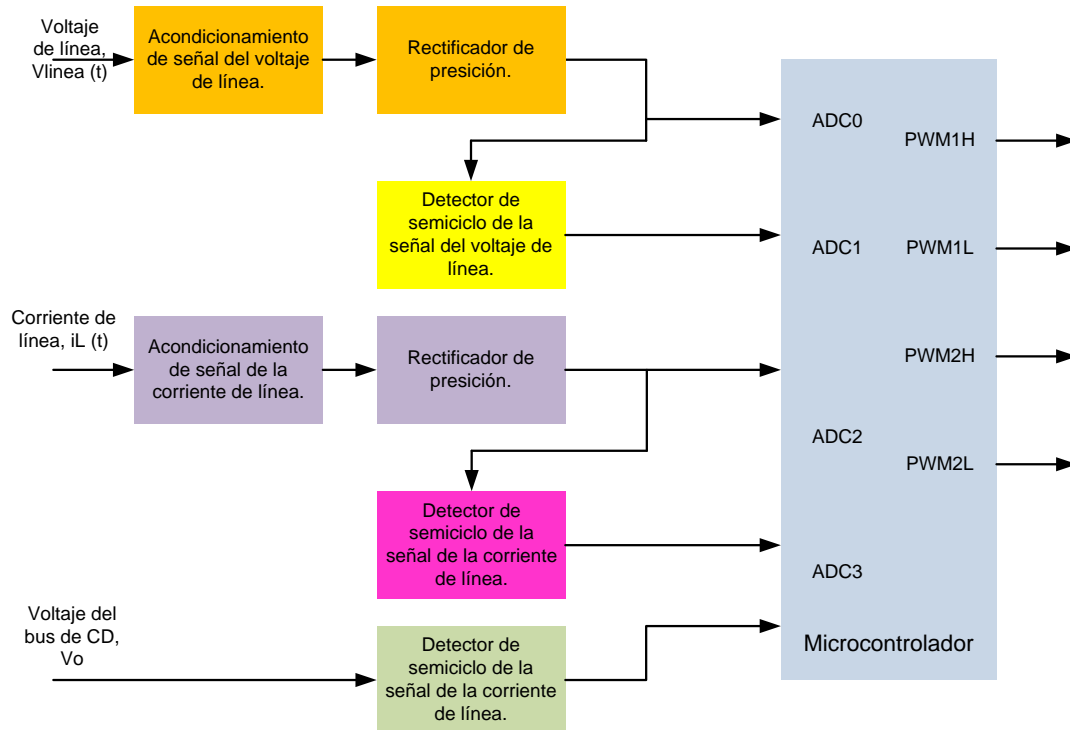 Voltaje
de línea,
Vlinea (t)
Acondicionamiento
de señal del voltaje
de línea.
Rectificador de
presición.
ADC0
PWM1H
Detector de
semiciclo de la
señal del voltaje de
línea.
ADC1
PWM1L
Corriente de
línea, iL (t)
Acondicionamiento
de señal de la
corriente de línea.
Rectificador de
presición.
PWM2H
ADC2
PWM2L
Detector de
semiciclo de la
señal de la corriente
de línea.
ADC3
Voltaje del
bus de CD,
Vo
Detector de
semiciclo de la
señal de la corriente
de línea.
Microcontrolador